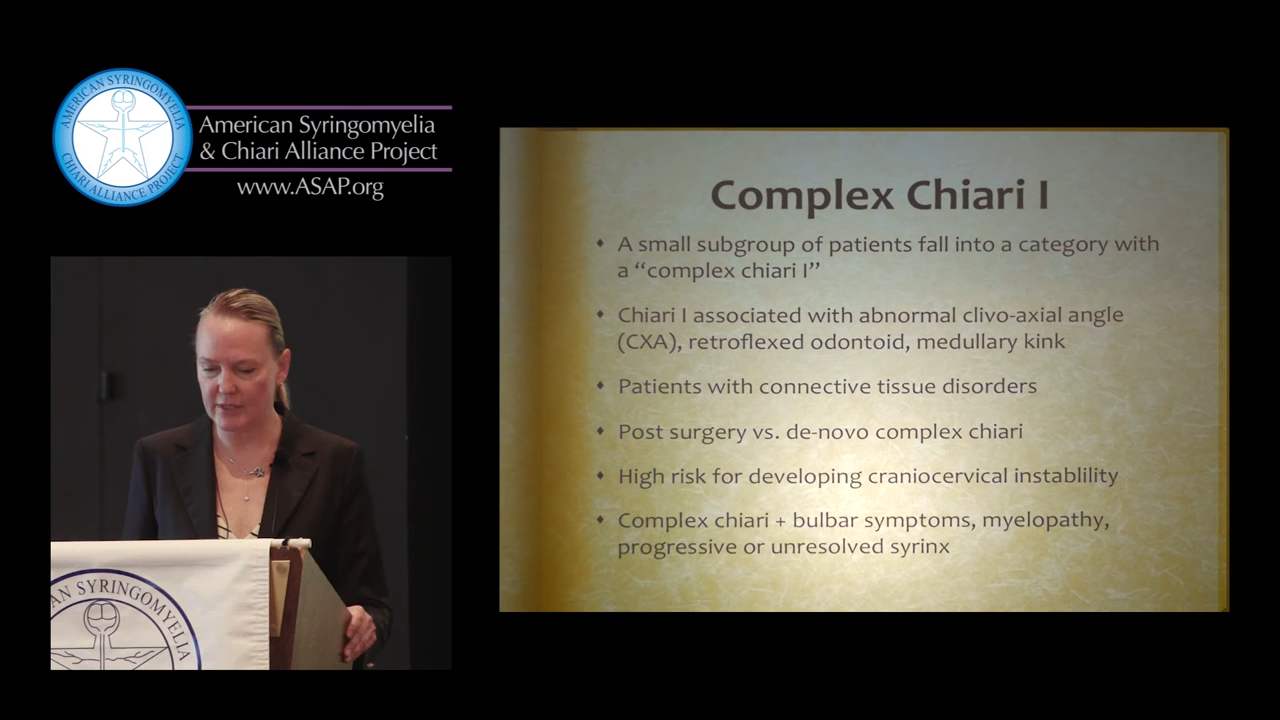 AMERICAN SYRINGOMYELIA
CHIARI ALLIANCE PROJECT
American Syringomyelia
& Chiari Alliance Project
www.ASAP.org
Complex Chiari I
A small subgroup of patients fall into a category with
a “complex chiari I”
Chiari I associated with abnormal clivo-axial angle
(CXA), retroflexed odontoid, medullary kink
Patients with connective tissue disorders
Post surgery vs. de-novo complex chiari
High risk for developing craniocervical instablility
Complex chiari + bulbar symptoms, myelopathy,
progressive or unresolved syrinx
AN SYRINGOMYELIA